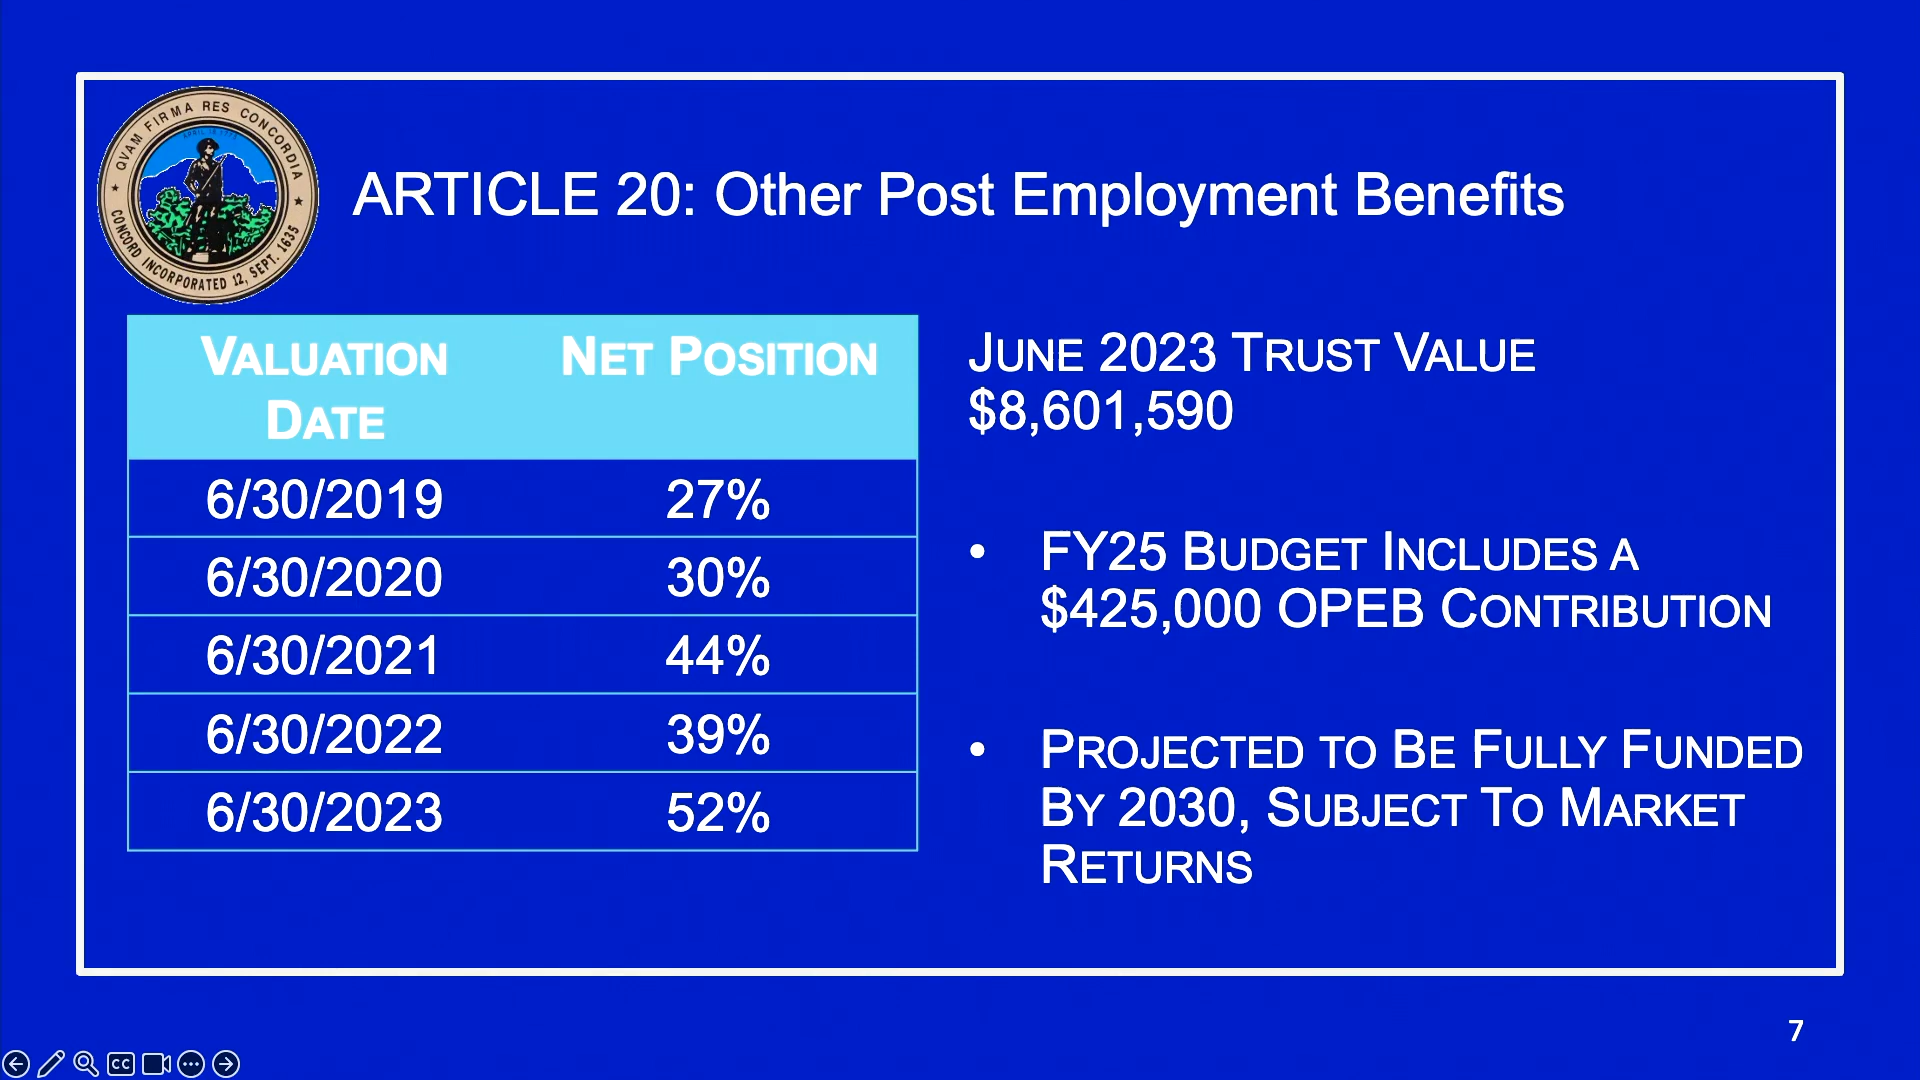 QVAM FIRMA RES CONCORDIA
CONCORD INCORPORATED 12, SEPT. 1635
ARTICLE 20: Other Post Employment Benefits
VALUATION DATE
NET POSITION
6/30/2019 27%
6/30/2020 30%
6/30/2021 44%
6/30/2022 39%
6/30/2023 52%
JUNE 2023 TRUST VALUE
$8,601,590
• FY25 BUDGET INCLUDES A
$425,000 OPEB CONTRIBUTION
• PROJECTED TO BE FULLY FUNDED
BY 2030, SUBJECT TO MARKET
RETURNS
7
CC